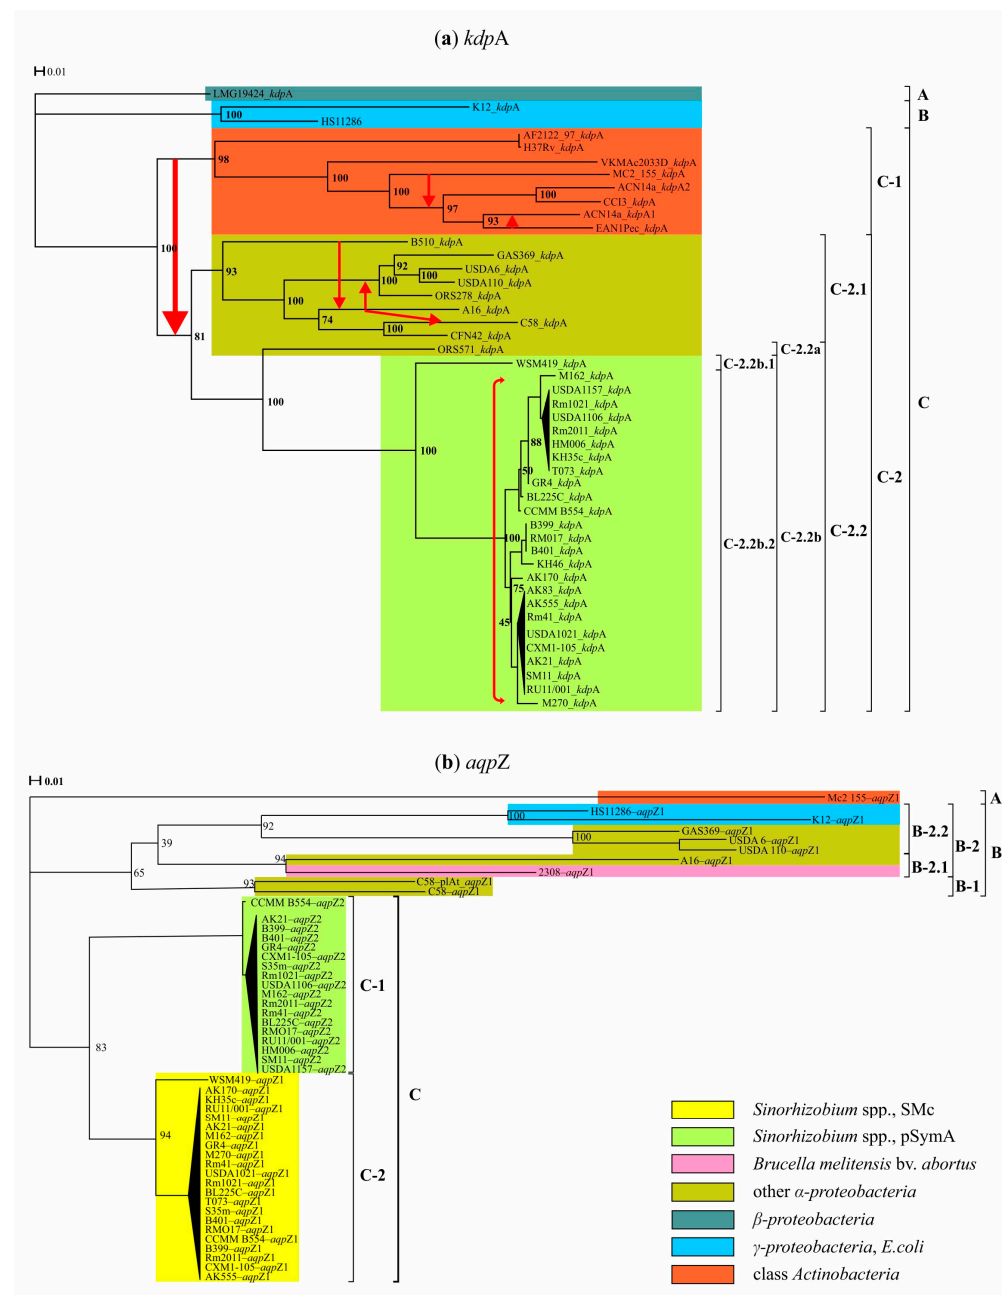 (a) kdpA
0.01
LMG19424_kdpA
K12_kdpA
100
HS11286
AF2122_97_kdpA
H37Rv_kdpA
98
VKMAc2033D_kdpA
MC2_155_kdpA
100
ACN14a_kdpA2
100
100
CCI3_kdpA
97
ACN14a_kdpA1
93
EAN1Pec_kdpA
100
B510_kdpA
GAS369_kdpA
92
USDA6_kdpA
93
100
USDA110_kdpA
100
ORS278_kdpA
100
A16_kdpA
74
C58_kdpA
100
CFN42_kdpA
81
ORS571_kdpA
WSM419_kdpA
M162_kdpA
USDA1157_kdpA
100
Rm1021_kdpA
USDA1106_kdpA
Rm2011_kdpA
88
HM006_kdpA
100
KH35c_kdpA
50
T073_kdpA
GR4_kdpA
BL225C_kdpA
CCMM B554_kdpA
B399_kdpA
100
RM017_kdpA
B401_kdpA
KH46_kdpA
AK170_kdpA
75
AK83_kdpA
AK555_kdpA
Rm41_kdpA
45
USDA1021_kdpA
CXM1-105_kdpA
AK21_kdpA
SM11_kdpA
RU11/001_kdpA
M270_kdpA
A
B
C-1
C-2.1
C-2.2a
C-2.2b.1
C
C-2
C-2.2
C-2.2b
C-2.2b.2
(b) aqpZ
0.01
Mc2 155–aqpZ1
HS11286–aqpZ1
100
K12–aqpZ1
92
GAS369–aqpZ1
100
USDA 6–aqpZ1
39
USDA 110–aqpZ1
94
A16–aqpZ1
65
2308–aqpZ1
93
C58–plAt_aqpZ1
C58–aqpZ1
A
B-2.2
B-2
B
B-2.1
B-1
CCMM B554–aqpZ2
AK21–aqpZ2
B399–aqpZ2
B401–aqpZ2
GR4–aqpZ2
CXM1-105–aqpZ2
S35m–aqpZ2
Rm1021–aqpZ2
USDA1106–aqpZ2
M162–aqpZ2
Rm2011–aqpZ2
Rm41–aqpZ2
BL225C–aqpZ2
RMO17–aqpZ2
RU11/001–aqpZ2
HM006–aqpZ2
SM11–aqpZ2
USDA1157–aqpZ2
C-1
83
C
WSM419–aqpZ1
AK170–aqpZ1
KH35c–aqpZ1
RU11/001–aqpZ1
SM11–aqpZ1
AK21–aqpZ1
M162–aqpZ1
94
GR4–aqpZ1
M270–aqpZ1
Rm41–aqpZ1
USDA1021–aqpZ1
Rm1021–aqpZ1
BL225C–aqpZ1
T073–aqpZ1
S35m–aqpZ1
B401–aqpZ1
RMO17–aqpZ1
CCMM B554–aqpZ1
B399–aqpZ1
Rm2011–aqpZ1
CXM1-105–aqpZ1
AK555–aqpZ1
C-2
Sinorhizobium spp., SMc
Sinorhizobium spp., pSymA
Brucella melitensis bv. abortus
other α-proteobacteria
β-proteobacteria
γ-proteobacteria, E.coli
class Actinobacteria